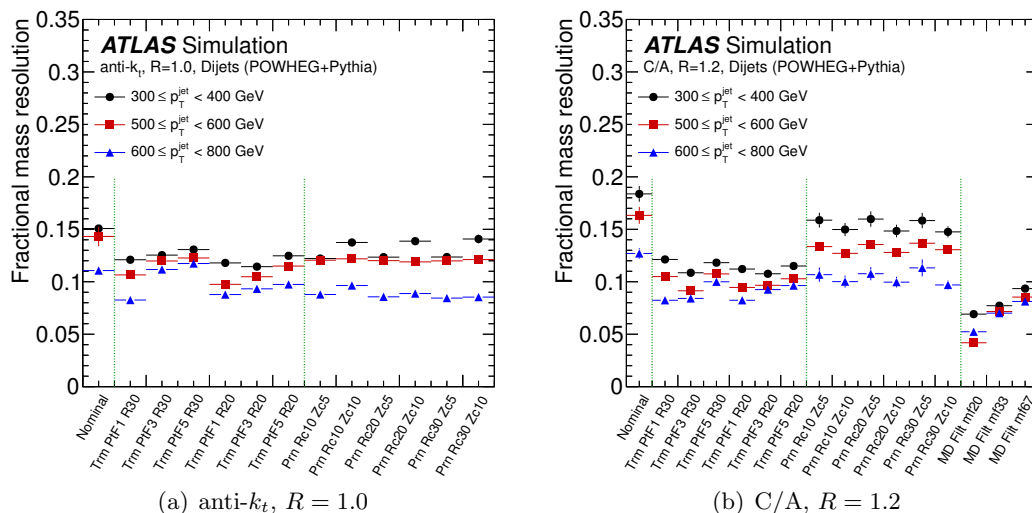 0.35
0.3
0.25
0.2
0.15
0.1
0.05
0
Fractional mass resolution
ATLAS Simulation
anti-kₜ, R=1.0, Dijets (POWHEG+Pythia)
300 ≤ p_T^jet < 400 GeV
500 ≤ p_T^jet < 600 GeV
600 ≤ p_T^jet < 800 GeV
Nominal
Trm PtF1 R30
Trm PtF3 R30
Trm PtF5 R30
Trm PtF1 R20
Trm PtF3 R20
Trm PtF5 R20
Prn Rc10 Zc5
Prn Rc10 Zc10
Prn Rc20 Zc5
Prn Rc20 Zc10
Prn Rc30 Zc5
Prn Rc30 Zc10
(a) anti-kₜ, R = 1.0
0.35
0.3
0.25
0.2
0.15
0.1
0.05
0
Fractional mass resolution
ATLAS Simulation
C/A, R=1.2, Dijets (POWHEG+Pythia)
300 ≤ p_T^jet < 400 GeV
500 ≤ p_T^jet < 600 GeV
600 ≤ p_T^jet < 800 GeV
Nominal
Trm PtF1 R30
Trm PtF3 R30
Trm PtF5 R30
Trm PtF1 R20
Trm PtF3 R20
Trm PtF5 R20
Prn Rc10 Zc5
Prn Rc10 Zc10
Prn Rc20 Zc5
Prn Rc20 Zc10
Prn Rc30 Zc5
Prn Rc30 Zc10
MD Filt mf20
MD Filt mf33
MD Filt mf67
(b) C/A, R = 1.2